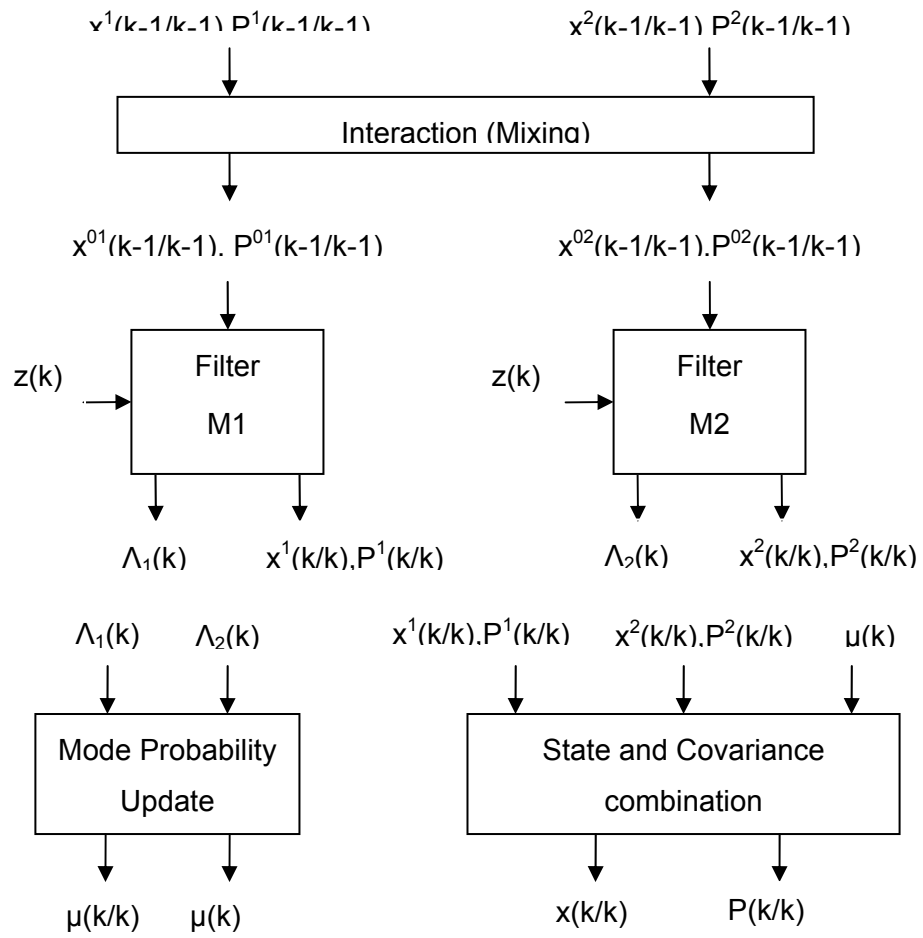 x¹(k-1/k-1) P¹(k-1/k-1) x²(k-1/k-1) P²(k-1/k-1)
Interaction (Mixing)
x⁰¹(k-1/k-1). P⁰¹(k-1/k-1) x⁰²(k-1/k-1).P⁰²(k-1/k-1)
z(k) Filter z(k) Filter
M1 M2
Λ₁(k) x¹(k/k),P¹(k/k) Λ₂(k) x²(k/k),P²(k/k)
Λ₁(k) Λ₂(k) x¹(k/k),P¹(k/k) x²(k/k),P²(k/k) µ(k)
Mode Probability State and Covariance
Update combination
µ(k/k) µ(k) x(k/k) P(k/k)